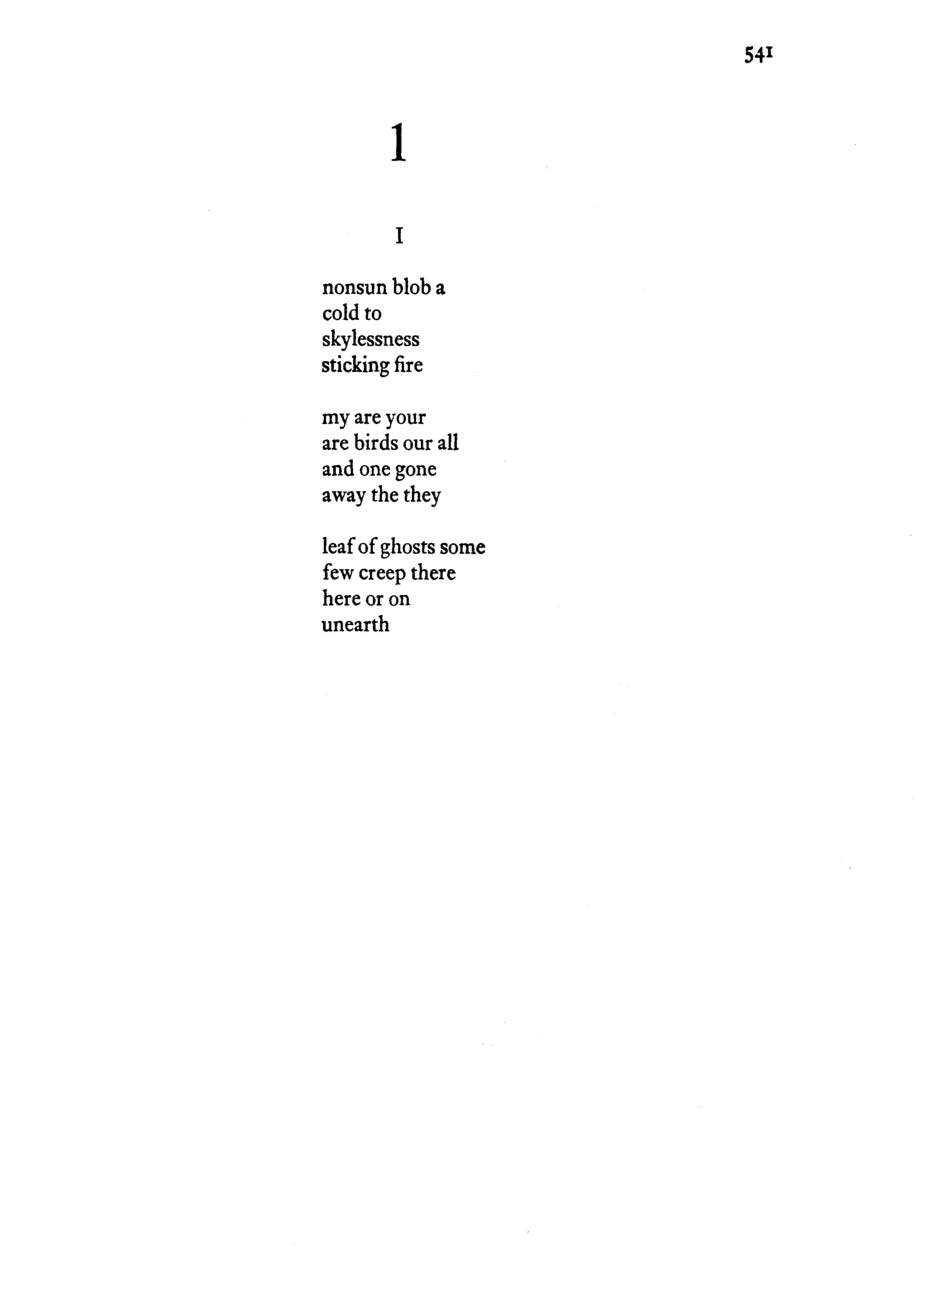 541
1
I
nonsun blob a
cold to
skylessness
sticking fire
my are your
are birds our all
and one gone
away the they
leaf of ghosts some
few creep there
here or on
unearth